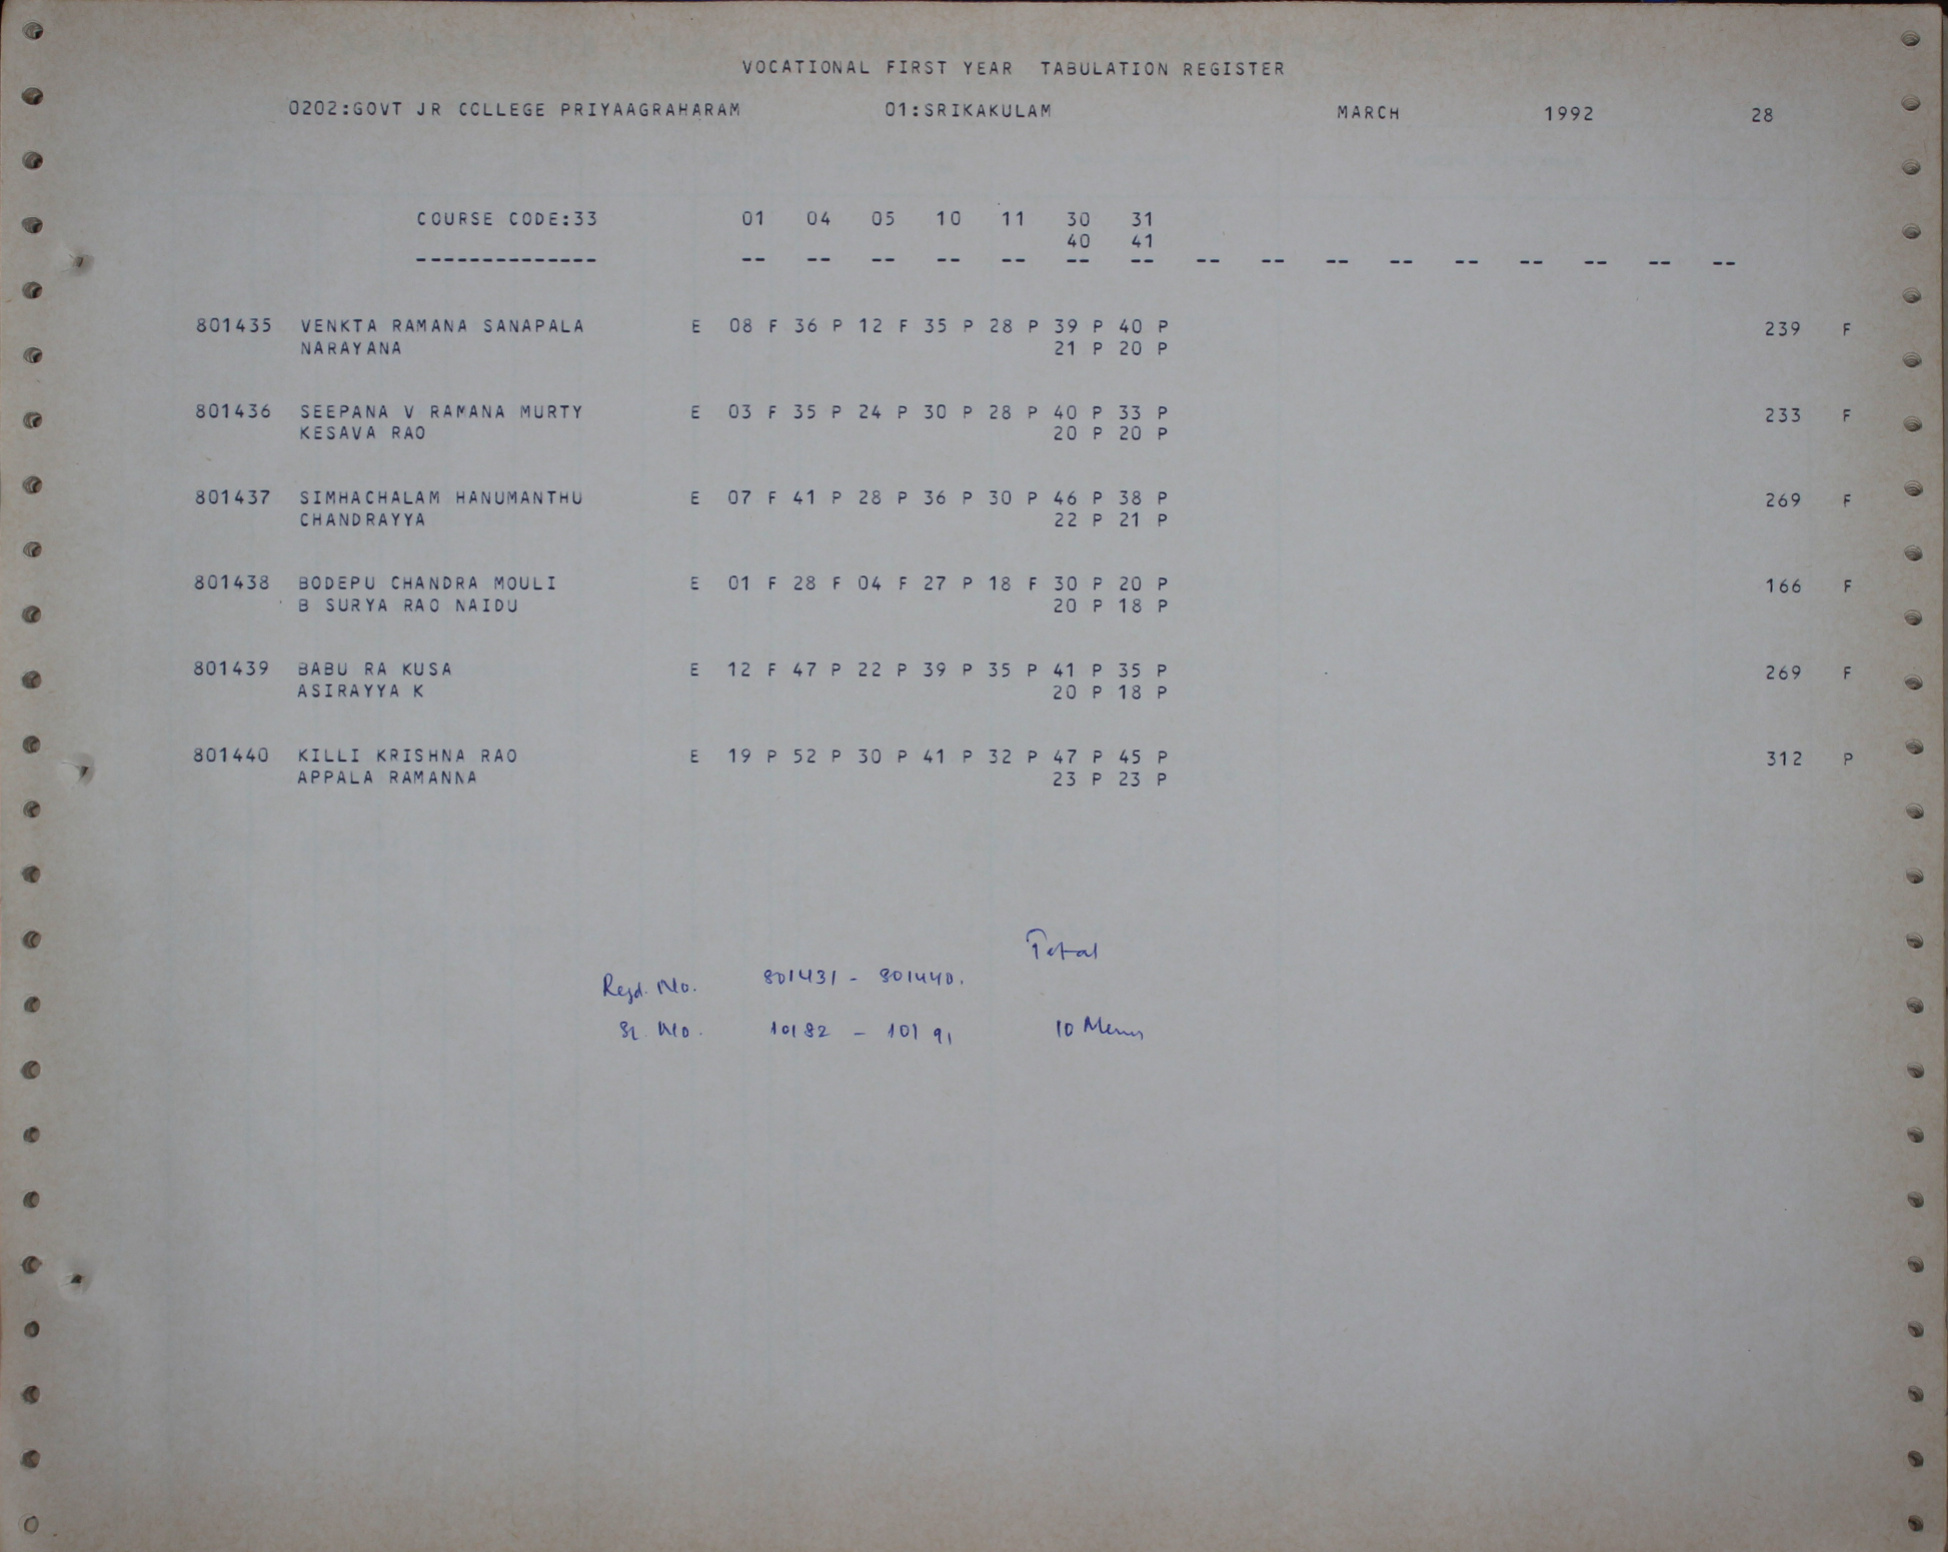 VOCATIONAL FIRST YEAR TABULATION REGISTER
0202:GOVT JR COLLEGE PRIYAAGRAHARAM 01:SRIKAKULAM MARCH 1992 28
COURSE CODE:33 01 04 05 10 11 30 31
40 41
-------------- -- -- -- -- -- -- -- -- -- -- -- -- -- -- -- --
801435 VENKTA RAMANA SANAPALA E 08 F 36 P 12 F 35 P 28 P 39 P 40 P 239 F
NARAYANA 21 P 20 P
801436 SEEPANA V RAMANA MURTY E 03 F 35 P 24 P 30 P 28 P 40 P 33 P 233 F
KESAVA RAO 20 P 20 P
801437 SIMHACHALAM HANUMANTHU E 07 F 41 P 28 P 36 P 30 P 46 P 38 P 269 F
CHANDRAYYA 22 P 21 P
801438 BODEPU CHANDRA MOULI E 01 F 28 F 04 F 27 P 18 F 30 P 20 P 166 F
B SURYA RAO NAIDU 20 P 18 P
801439 BABU RA KUSA E 12 F 47 P 22 P 39 P 35 P 41 P 35 P 269 F
ASIRAYYA K 20 P 18 P
801440 KILLI KRISHNA RAO E 19 P 52 P 30 P 41 P 32 P 47 P 45 P 312 P
APPALA RAMANNA 23 P 23 P
Total
Regd. No. 801431 - 801440.
Sl. No. 10182 - 10191 10